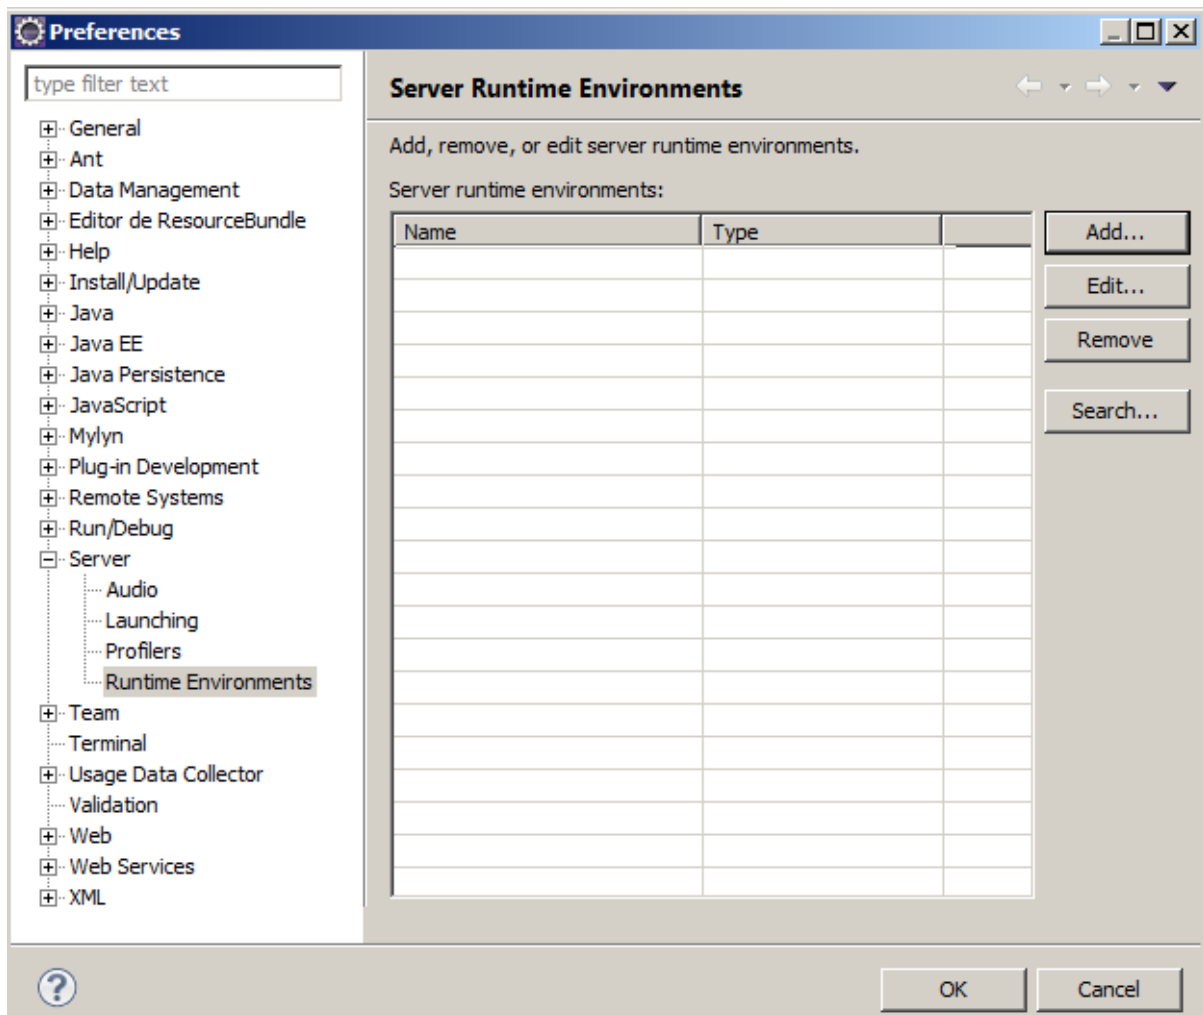 Preferences
type filter text
General
Ant
Data Management
Editor de ResourceBundle
Help
Install/Update
Java
Java EE
Java Persistence
JavaScript
Mylyn
Plug-in Development
Remote Systems
Run/Debug
Server
Audio
Launching
Profilers
Runtime Environments
Team
Terminal
Usage Data Collector
Validation
Web
Web Services
XML
Server Runtime Environments
Add, remove, or edit server runtime environments.
Server runtime environments:
Name Type
Add...
Edit...
Remove
Search...
?
OK Cancel